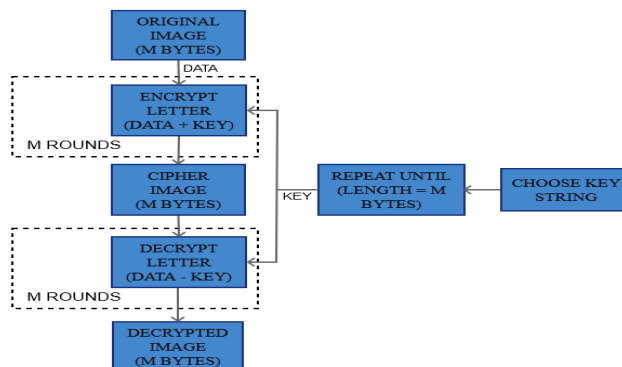 ORIGINAL
IMAGE
(M BYTES)
DATA
ENCRYPT
LETTER
(DATA + KEY)
M ROUNDS
CIPHER
IMAGE
(M BYTES)
KEY
REPEAT UNTIL
(LENGTH = M
BYTES)
CHOOSE KEY
STRING
DECRYPT
LETTER
(DATA - KEY)
M ROUNDS
DECRYPTED
IMAGE
(M BYTES)